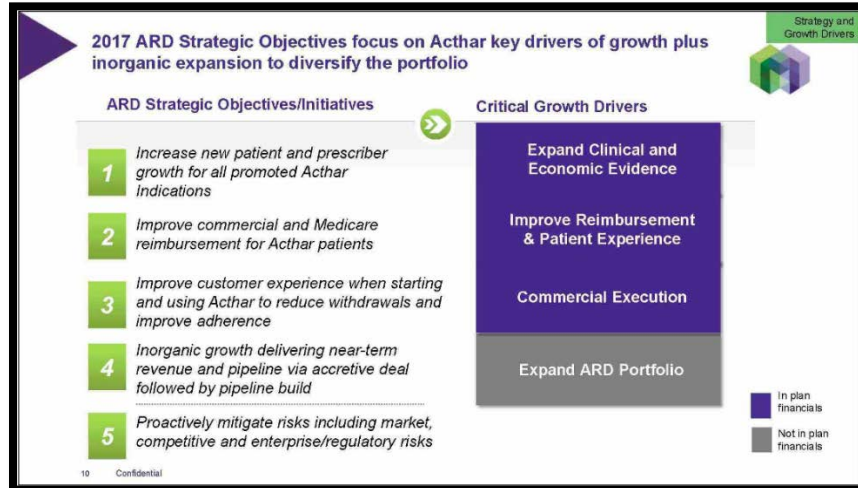 Strategy and
Growth Drivers
2017 ARD Strategic Objectives focus on Acthar key drivers of growth plus
inorganic expansion to diversify the portfolio
ARD Strategic Objectives/Initiatives
Critical Growth Drivers
1
Increase new patient and prescriber
growth for all promoted Acthar
Indications
2
Improve commercial and Medicare
reimbursement for Acthar patients
3
Improve customer experience when starting
and using Acthar to reduce withdrawals and
improve adherence
4
Inorganic growth delivering near-term
revenue and pipeline via accretive deal
followed by pipeline build
5
Proactively mitigate risks including market,
competitive and enterprise/regulatory risks
Expand Clinical and
Economic Evidence
Improve Reimbursement
& Patient Experience
Commercial Execution
Expand ARD Portfolio
In plan
financials
Not in plan
financials
10 Confidential